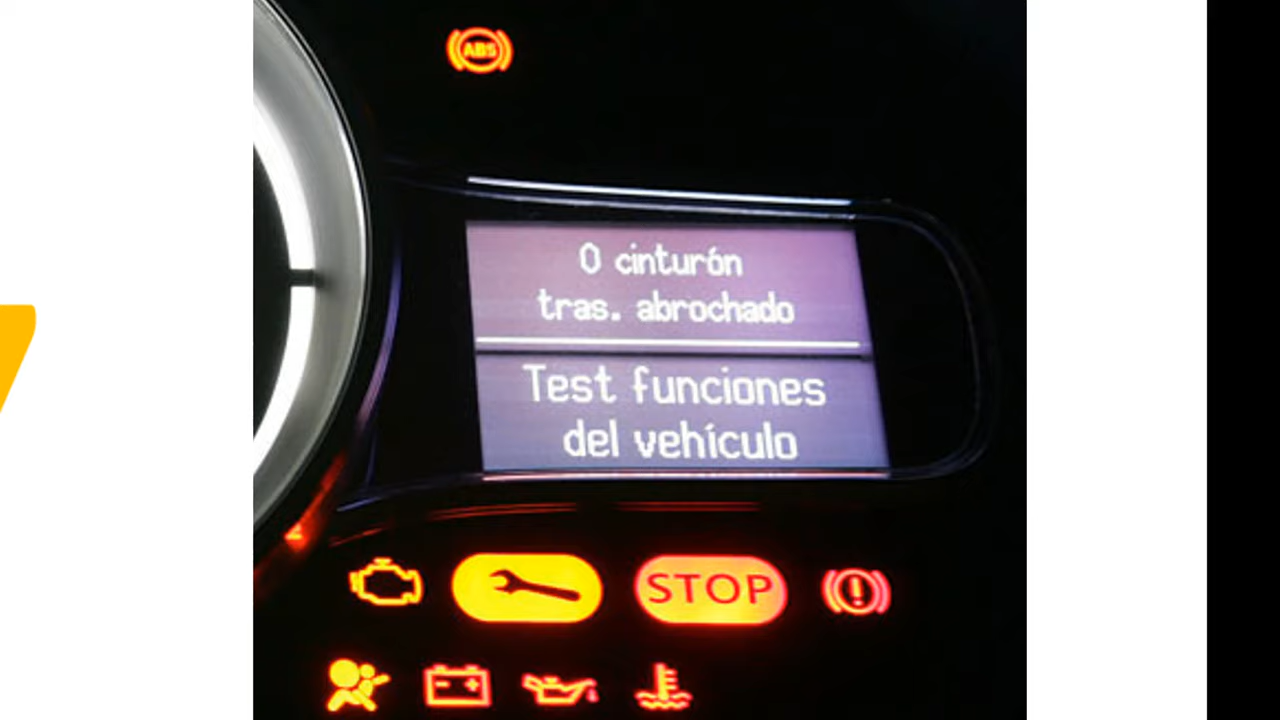 ABS
0 cinturón
tras. abrochado
Test funciones
del vehículo
STOP